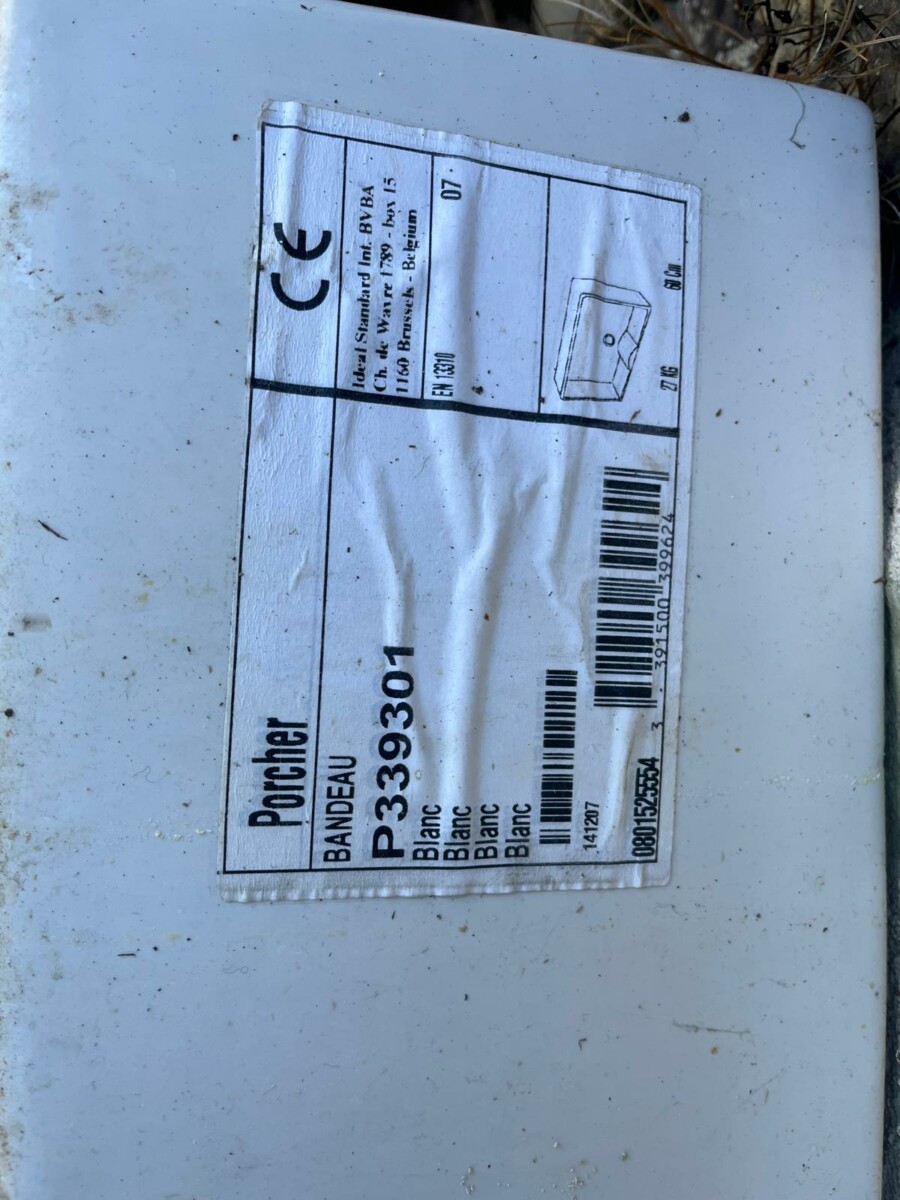 Porcher
BANDEAU
P339301
Blanc
Blanc
Blanc
Blanc
141207
0801525554
3 391500 399624
CE
Ideal Standard Int. BVBA
Ch. de Wavre 1789 - box 15
1160 Brussels - Belgium
EN 13310 07
27 KG 60 Cm